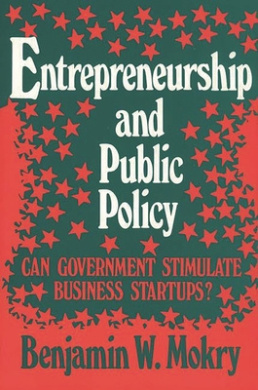 Entrepreneurship
and
Public
Policy
CAN GOVERNMENT STIMULATE
BUSINESS STARTUPS?
Benjamin W. Mokry